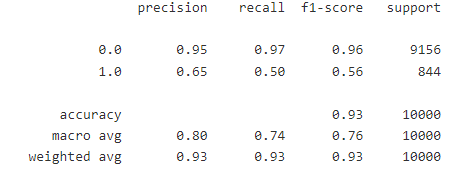 precision recall f1-score support
0.0 0.95 0.97 0.96 9156
1.0 0.65 0.50 0.56 844
accuracy 0.93 10000
macro avg 0.80 0.74 0.76 10000
weighted avg 0.93 0.93 0.93 10000